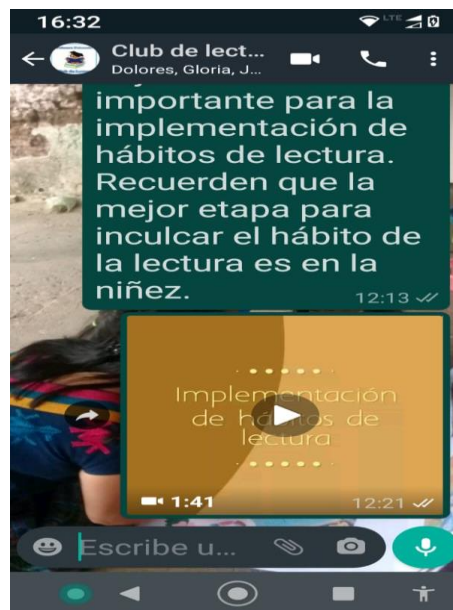 16:32
LTE
Club de lect...
Dolores, Gloria, J...
importante para la
implementación de
hábitos de lectura.
Recuerden que la
mejor etapa para
inculcar el hábito de
la lectura es en la
niñez.
12:13
Implementación
de hábitos de
lectura
1:41
12:21
Escribe u...